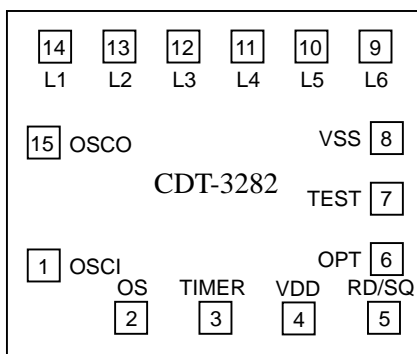 14 13 12 11 10 9
L1 L2 L3 L4 L5 L6
15 OSCO VSS 8
CDT-3282
TEST 7
1 OSCI OPT 6
OS TIMER VDD RD/SQ
2 3 4 5